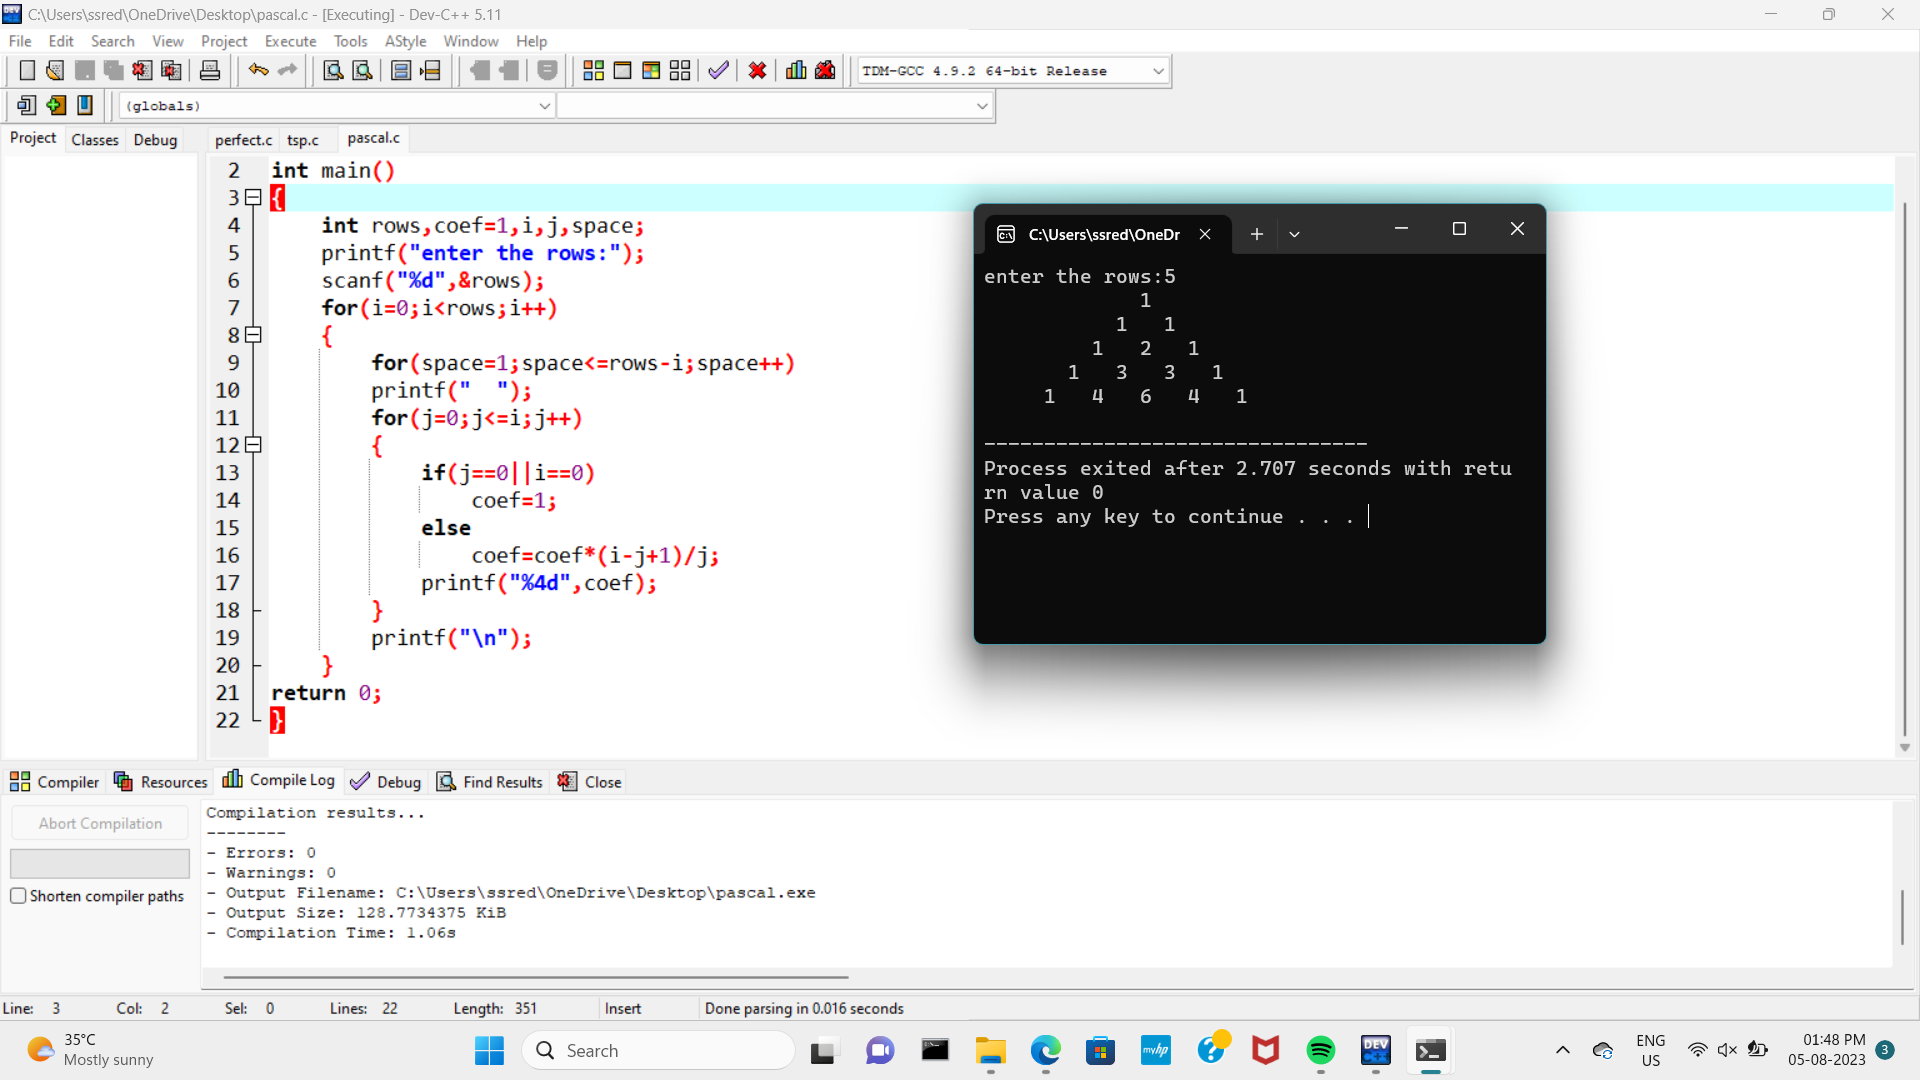 C:\Users\ssred\OneDrive\Desktop\pascal.c - [Executing] - Dev-C++ 5.11
File Edit Search View Project Execute Tools AStyle Window Help
TDM-GCC 4.9.2 64-bit Release
(globals)
Project Classes Debug perfect.c tsp.c pascal.c
2 int main()
3 {
4 int rows,coef=1,i,j,space;
5 printf("enter the rows:");
6 scanf("%d",&rows);
7 for(i=0;i<rows;i++)
8 {
9 for(space=1;space<=rows-i;space++)
10 printf("  ");
11 for(j=0;j<=i;j++)
12 {
13 if(j==0||i==0)
14 coef=1;
15 else
16 coef=coef*(i-j+1)/j;
17 printf("%4d",coef);
18 }
19 printf("\n");
20 }
21 return 0;
22 }
C:\Users\ssred\OneDr
enter the rows:5
1
1 1
1 2 1
1 3 3 1
1 4 6 4 1
--------------------------------
Process exited after 2.707 seconds with retu
rn value 0
Press any key to continue . . .
Compiler Resources Compile Log Debug Find Results Close
Abort Compilation
Shorten compiler paths
Compilation results...
--------
- Errors: 0
- Warnings: 0
- Output Filename: C:\Users\ssred\OneDrive\Desktop\pascal.exe
- Output Size: 128.7734375 KiB
- Compilation Time: 1.06s
Line: 3 Col: 2 Sel: 0 Lines: 22 Length: 351 Insert Done parsing in 0.016 seconds
35°C
Mostly sunny
Search
myhp
DEV
C++
ENG
US
01:48 PM
05-08-2023
3